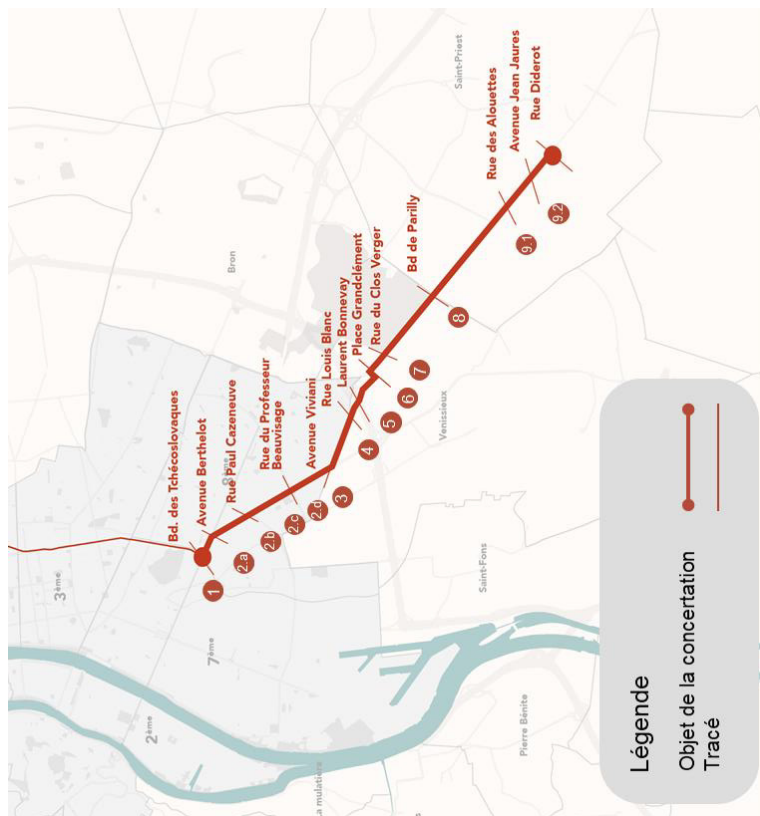 Saint-Priest
Rue des Alouettes
Avenue Jean Jaures
Rue Diderot
9.1
9.2
Bd de Parilly
8
Bron
Rue Louis Blanc
Laurent Bonnevay
Place Grandclément
Rue du Clos Verger
4
5
6
7
Venissieux
Bd. des Tchécoslovaques
Avenue Berthelot
Rue Paul Cazeneuve
8ème
Rue du Professeur
Beauvisage
Avenue Viviani
1
2.a
2.b
2.c
2.d
3
3ème
7ème
2ème
Saint-Fons
Pierre Bénite
La mulatière
Légende
Objet de la concertation
Tracé